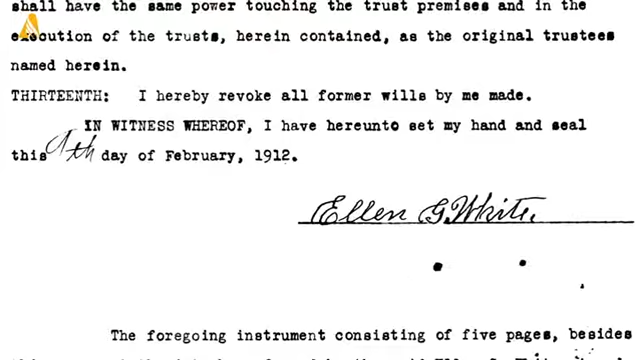 shall have the same power touching the trust premises and in the
execution of the trusts, herein contained, as the original trustees
named herein.
THIRTEENTH: I hereby revoke all former wills by me made.
IN WITNESS WHEREOF, I have hereunto set my hand and seal
this 9th day of February, 1912.
Ellen G. White.
The foregoing instrument consisting of five pages, besides